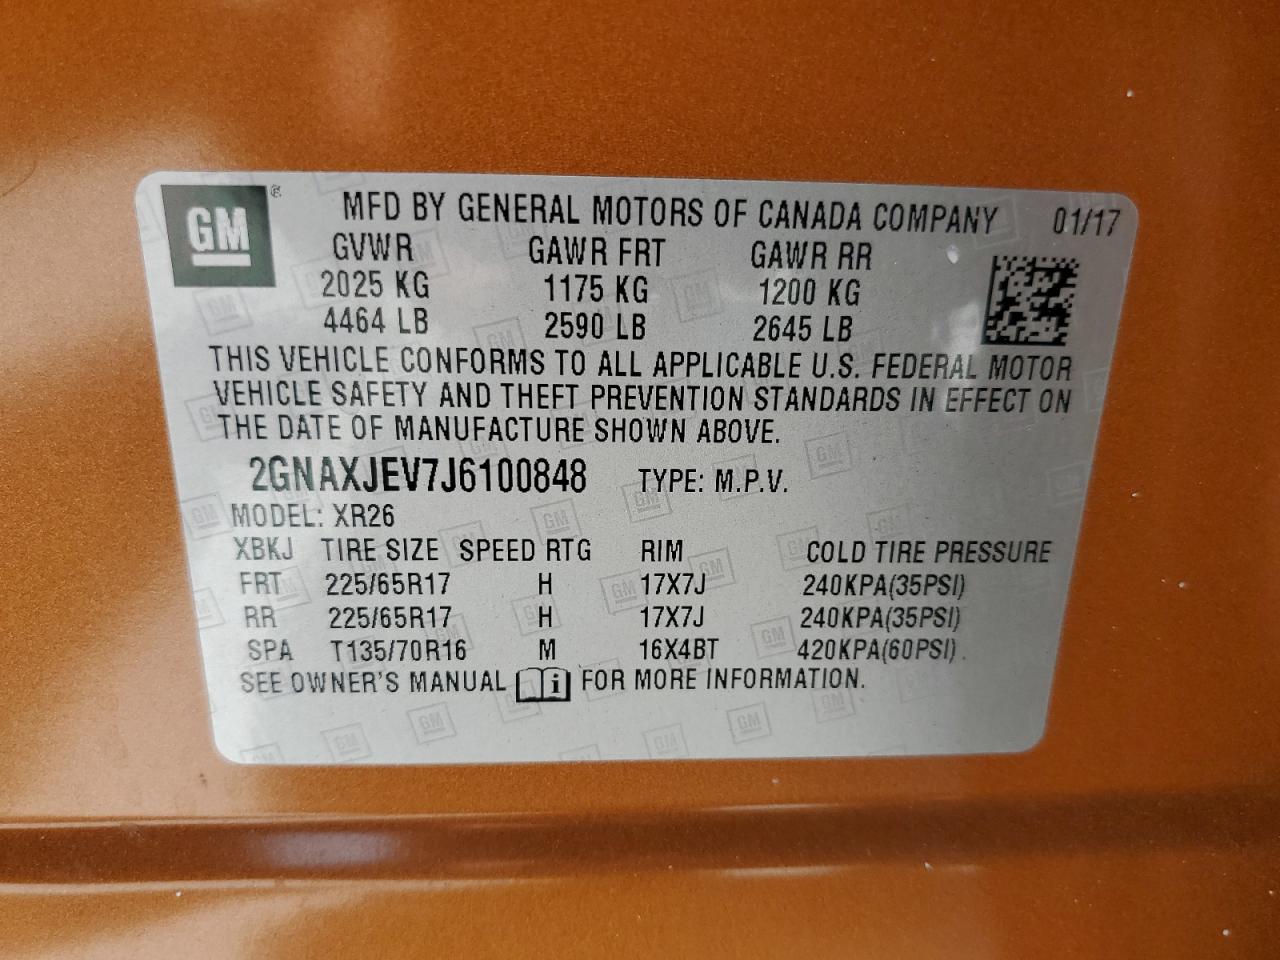 GM ® MFD BY GENERAL MOTORS OF CANADA COMPANY 01/17
GVWR GAWR FRT GAWR RR
2025 KG 1175 KG 1200 KG
4464 LB 2590 LB 2645 LB
THIS VEHICLE CONFORMS TO ALL APPLICABLE U.S. FEDERAL MOTOR
VEHICLE SAFETY AND THEFT PREVENTION STANDARDS IN EFFECT ON
THE DATE OF MANUFACTURE SHOWN ABOVE.
2GNAXJEV7J6100848 TYPE: M.P.V.
MODEL: XR26
XBKJ TIRE SIZE SPEED RTG RIM COLD TIRE PRESSURE
FRT 225/65R17 H 17X7J 240KPA(35PSI)
RR 225/65R17 H 17X7J 240KPA(35PSI)
SPA T135/70R16 M 16X4BT 420KPA(60PSI)
SEE OWNER'S MANUAL i FOR MORE INFORMATION.